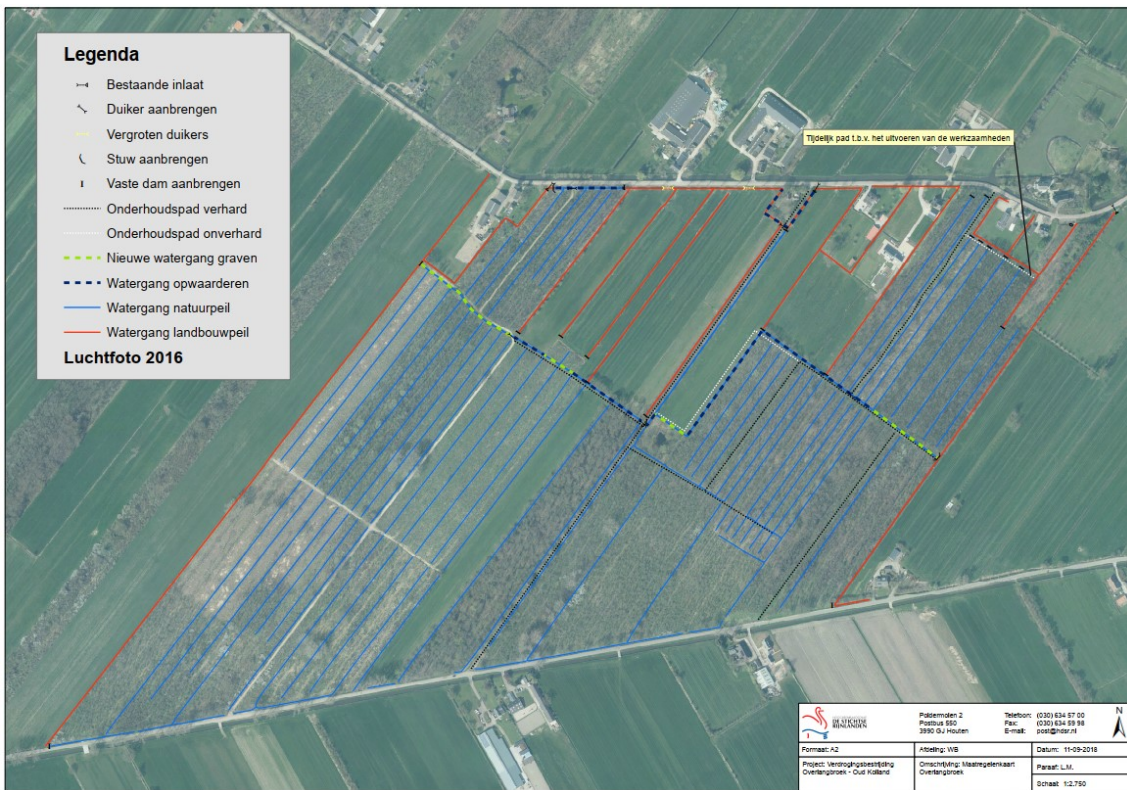 Legenda
Bestaande inlaat
Duiker aanbrengen
Vergroten duikers
Stuw aanbrengen
Vaste dam aanbrengen
Onderhoudspad verhard
Onderhoudspad onverhard
Nieuwe watergang graven
Watergang opwaarderen
Watergang natuurpeil
Watergang landbouwpeil
Luchtfoto 2016
Tijdelijk pad t.b.v. het uitvoeren van de werkzaamheden
DE STICHTSE
RIJNLANDEN
Poldermolen 2
Postbus 550
3990 GJ Houten
Telefoon: (030) 634 57 00
Fax: (030) 634 59 98
E-mail: post@hdsr.nl
N
Formaat: A2
Afdeling: WB
Datum: 11-09-2018
Project: Verdrogingsbestrijding
Overlangbroek - Oud Kolland
Omschrijving: Maatregelenkaart
Overlangbroek
Paraaf: L.M.
Schaal: 1:2.750